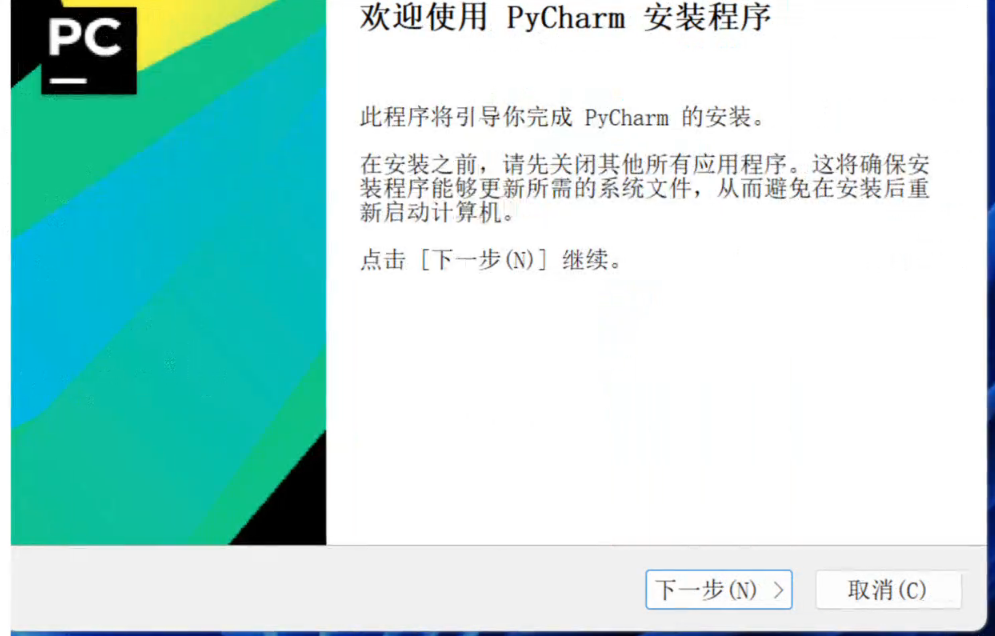 PC
欢迎使用 PyCharm 安装程序
此程序将引导你完成 PyCharm 的安装。
在安装之前，请先关闭其他所有应用程序。这将确保安
装程序能够更新所需的系统文件，从而避免在安装后重
新启动计算机。
点击 [下一步(N)] 继续。
下一步(N) >
取消(C)